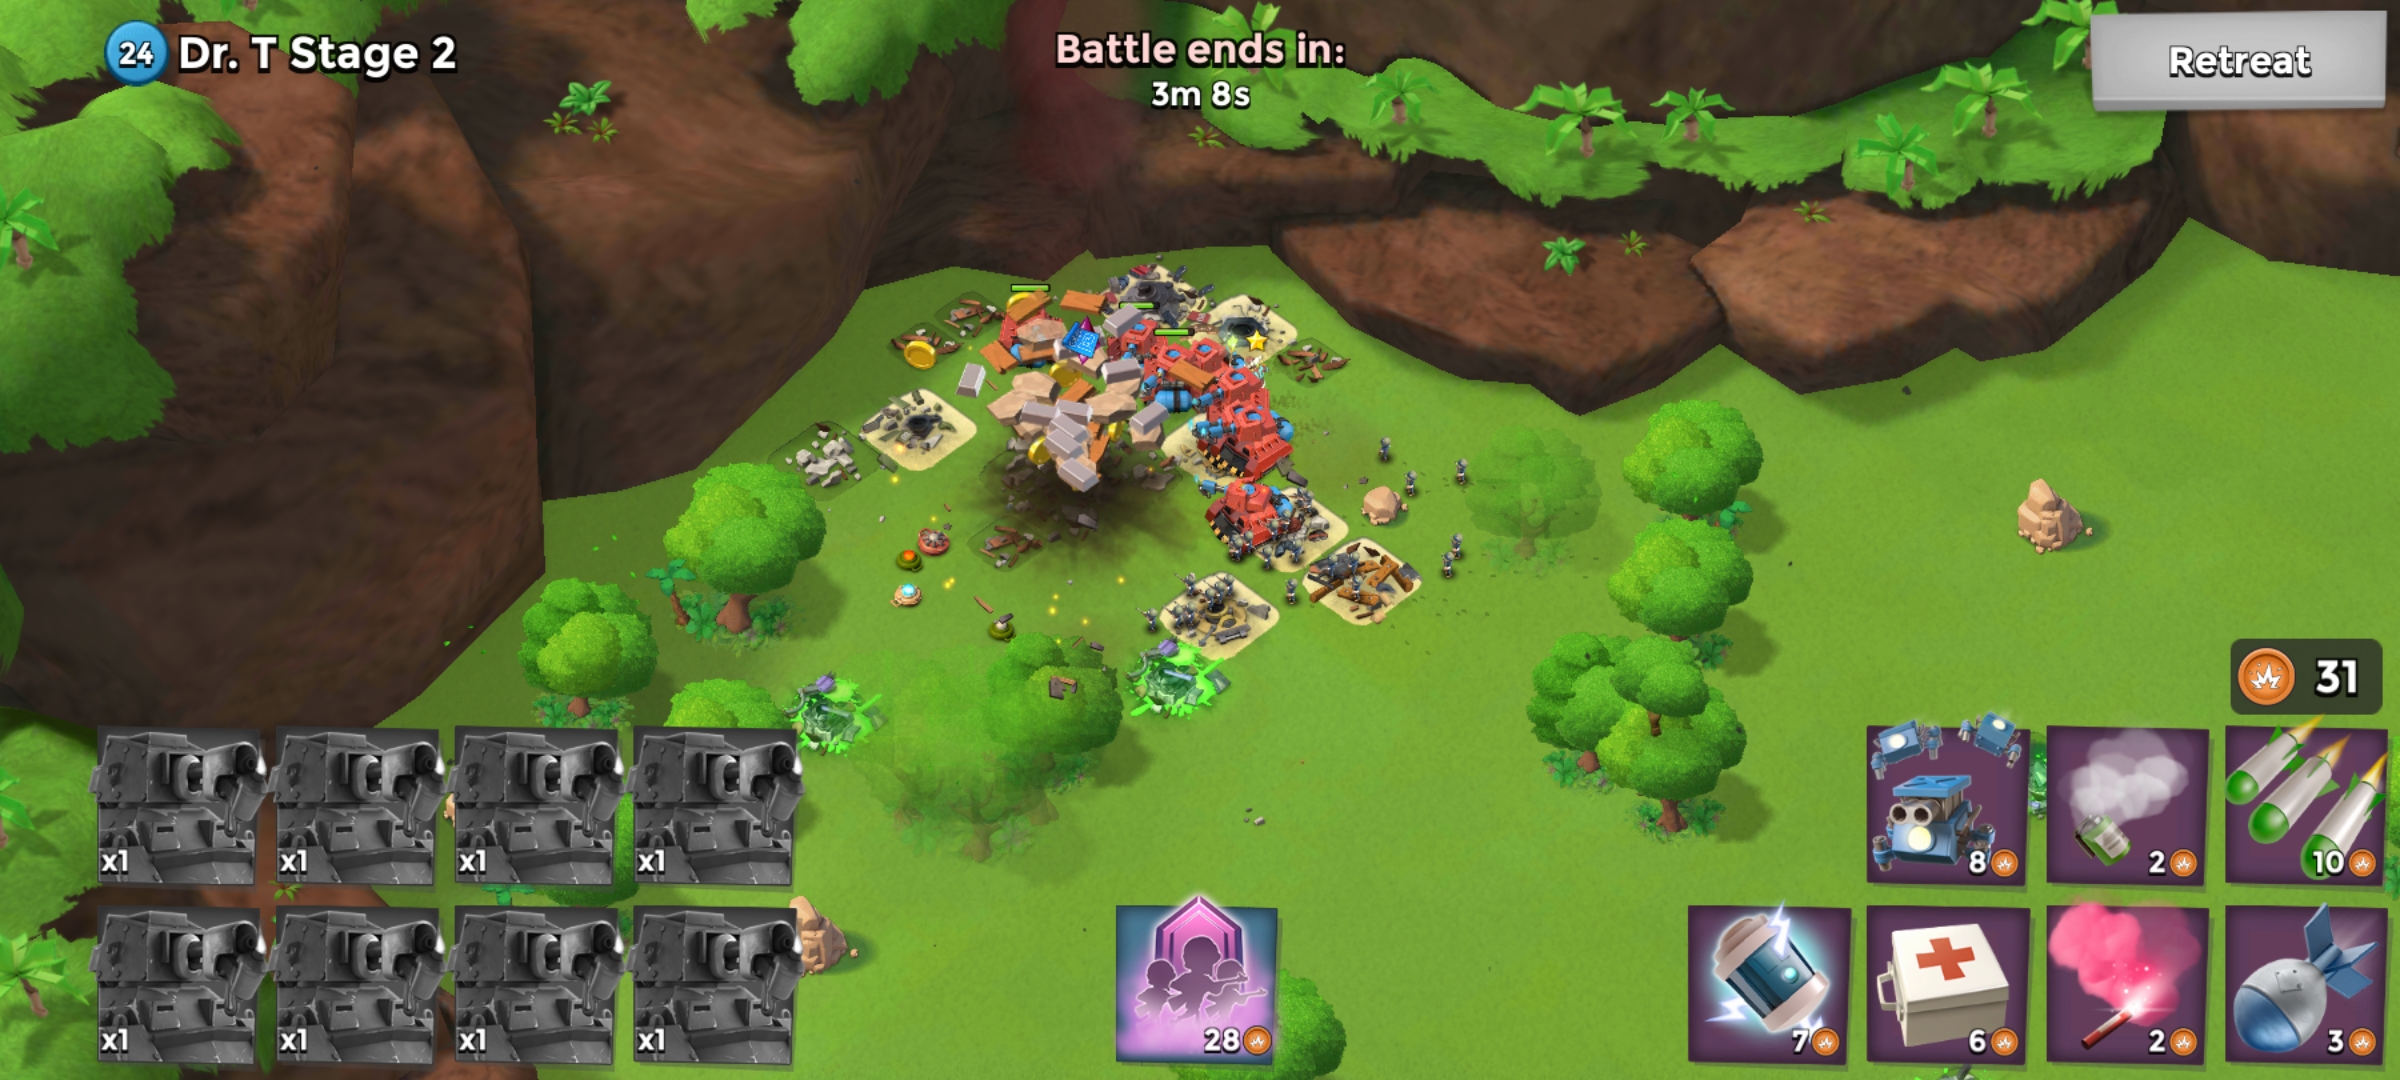 24 Dr. T Stage 2
Battle ends in:
3m 8s
Retreat
31
x1 x1 x1 x1
8 2 10
x1 x1 x1 x1
28
7 6 2 3